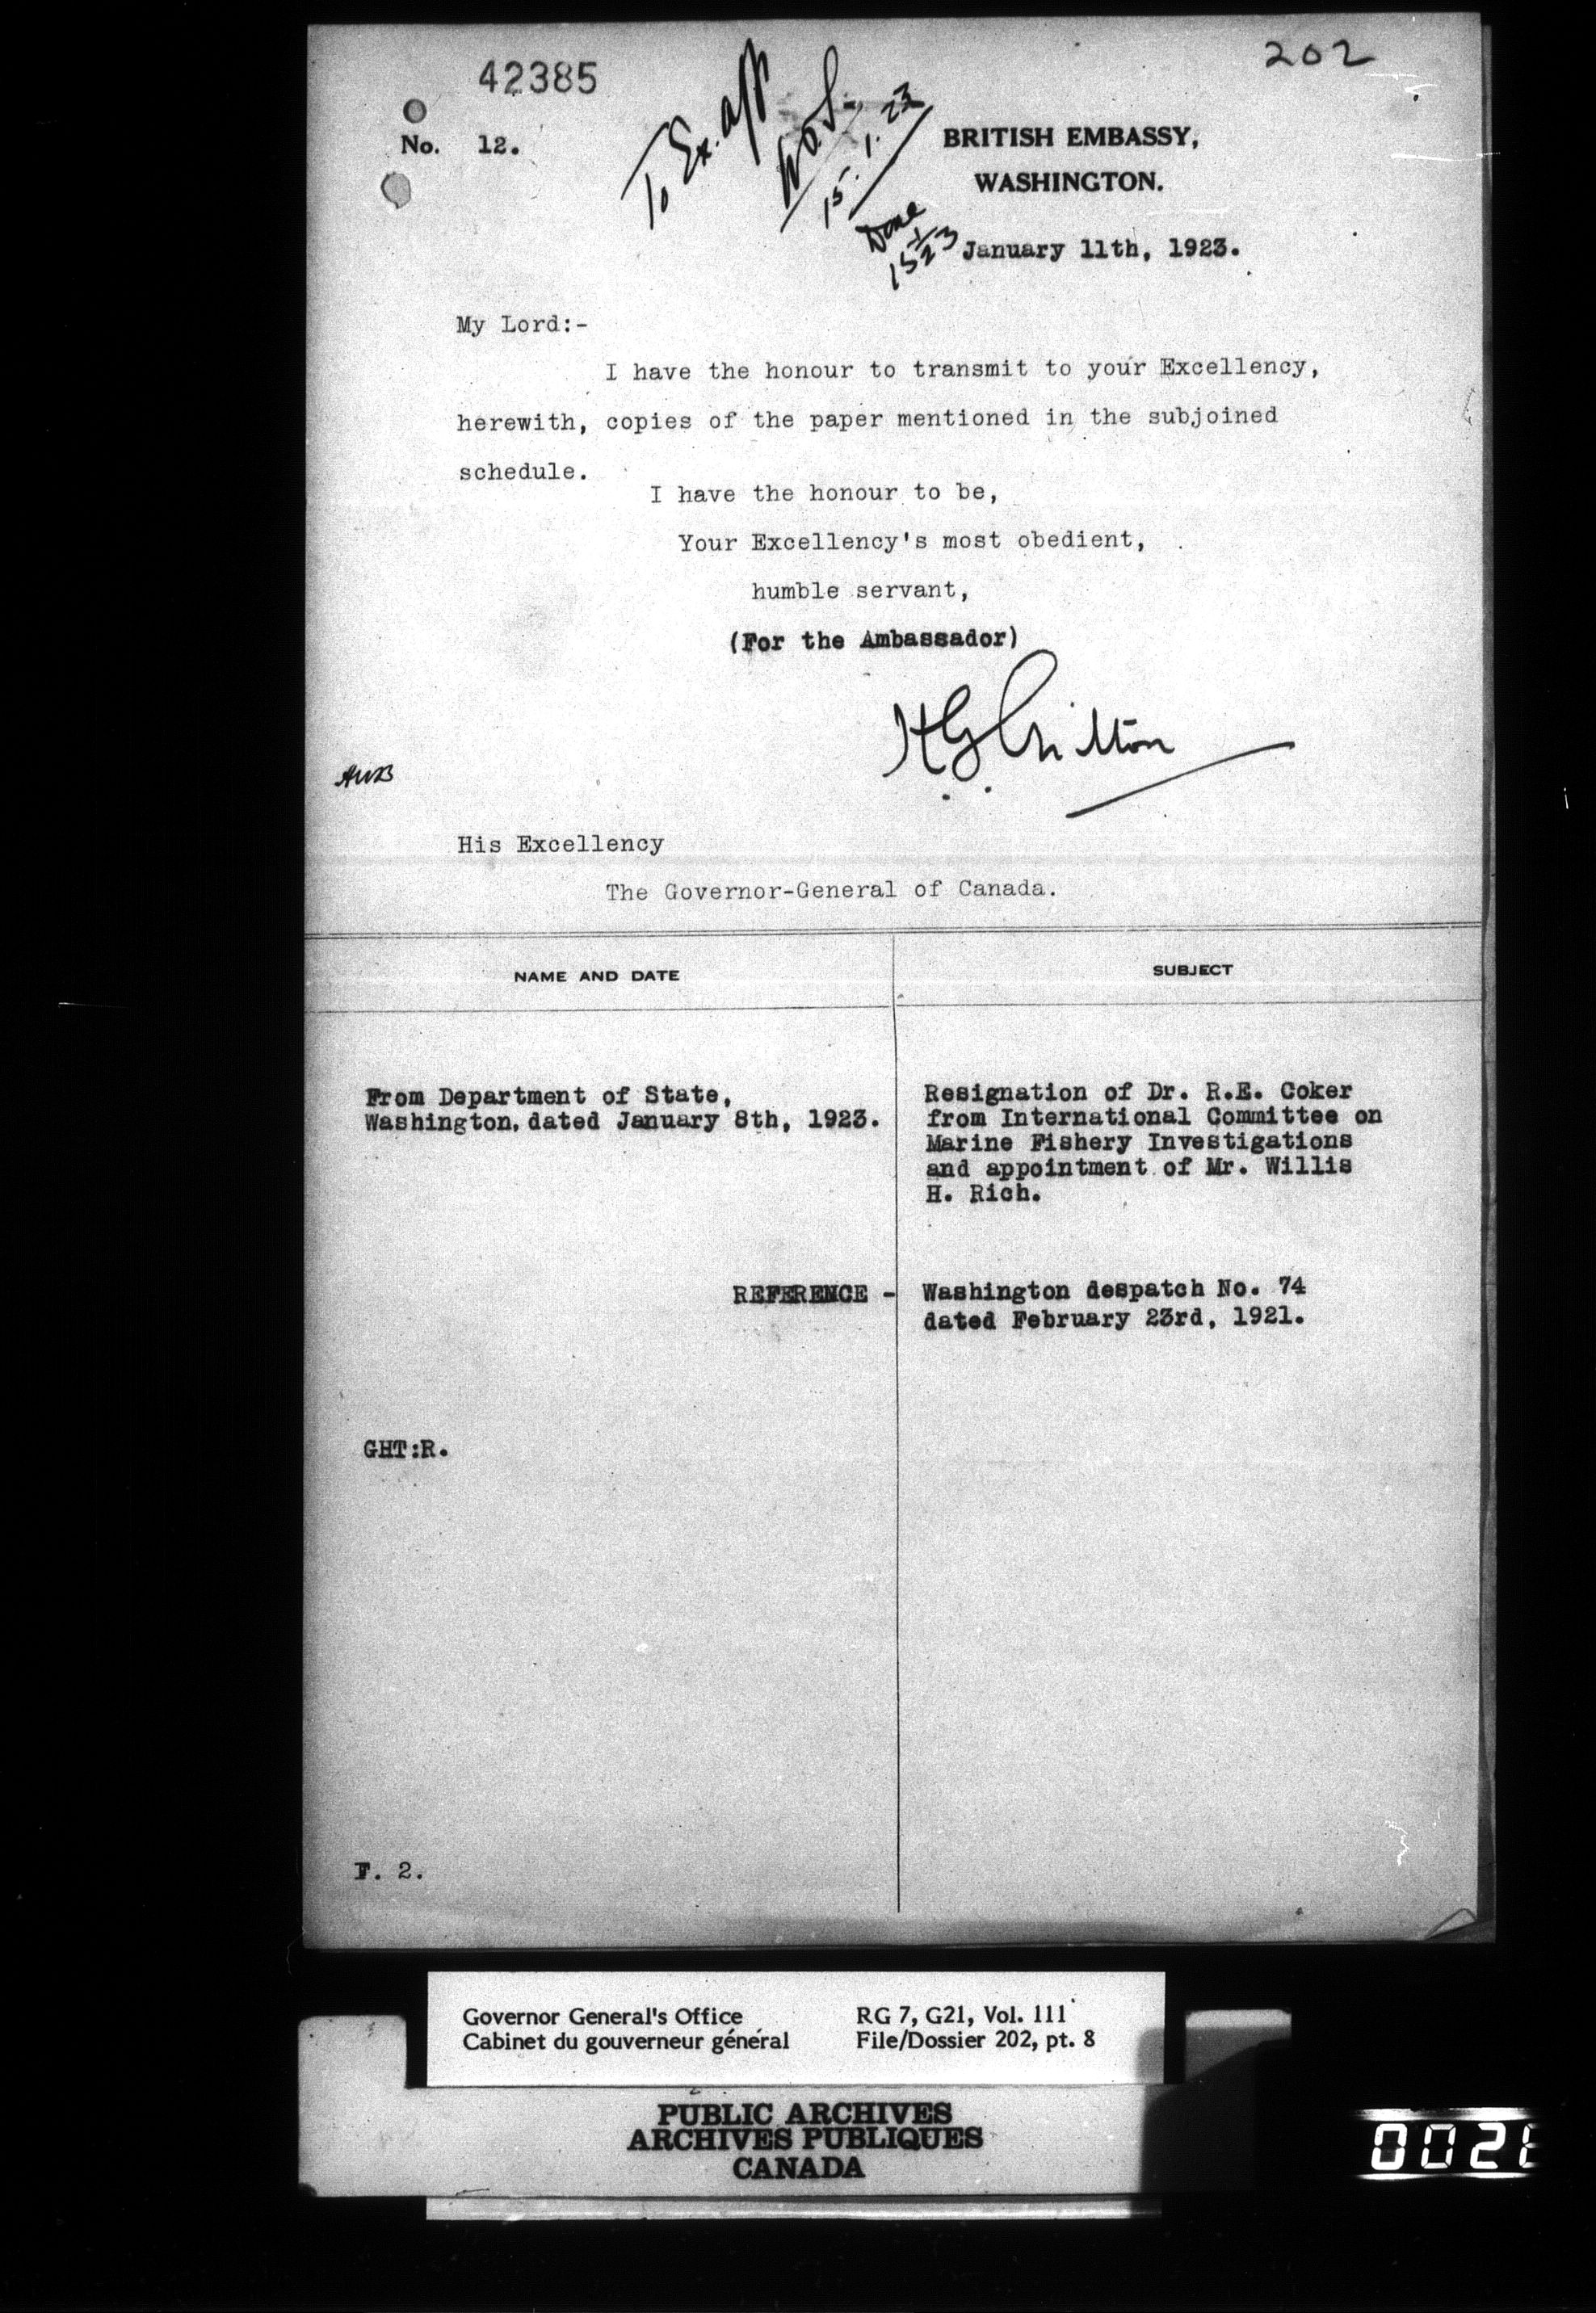 42385
202
No. 12.
To Ex. aff
15.1.23
Done
15/1/23
BRITISH EMBASSY,
WASHINGTON.
January 11th, 1923.
My Lord:-
I have the honour to transmit to your Excellency,
herewith, copies of the paper mentioned in the subjoined
schedule.
I have the honour to be,
Your Excellency's most obedient,
humble servant,
(For the Ambassador)
HG Chilton
His Excellency
The Governor-General of Canada.
NAME AND DATE
SUBJECT
From Department of State,
Washington, dated January 8th, 1923.
Resignation of Dr. R.E. Coker
from International Committee on
Marine Fishery Investigations
and appointment of Mr. Willis
H. Rich.
REFERENCE - Washington despatch No. 74
dated February 23rd, 1921.
GHT:R.
F. 2.
Governor General's Office
Cabinet du gouverneur général
RG 7, G21, Vol. 111
File/Dossier 202, pt. 8
PUBLIC ARCHIVES
ARCHIVES PUBLIQUES
CANADA